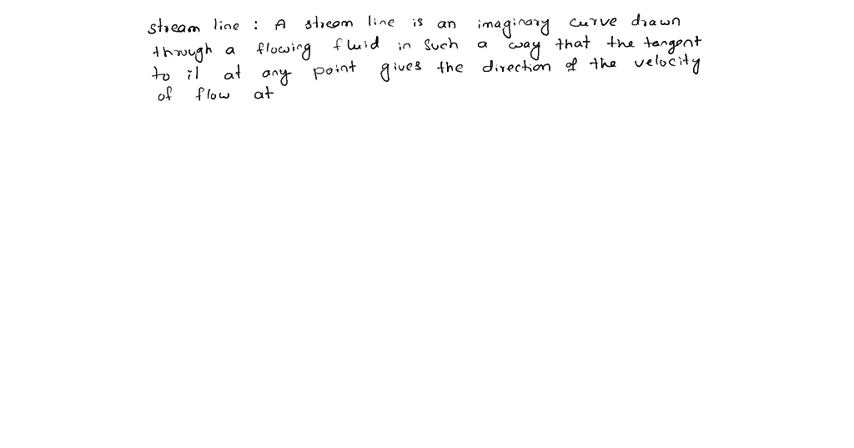 stream line : A stream line is an imaginary curve drawn
through a flowing fluid in such a way that the tangent
to it at any point gives the direction of the velocity
of flow at